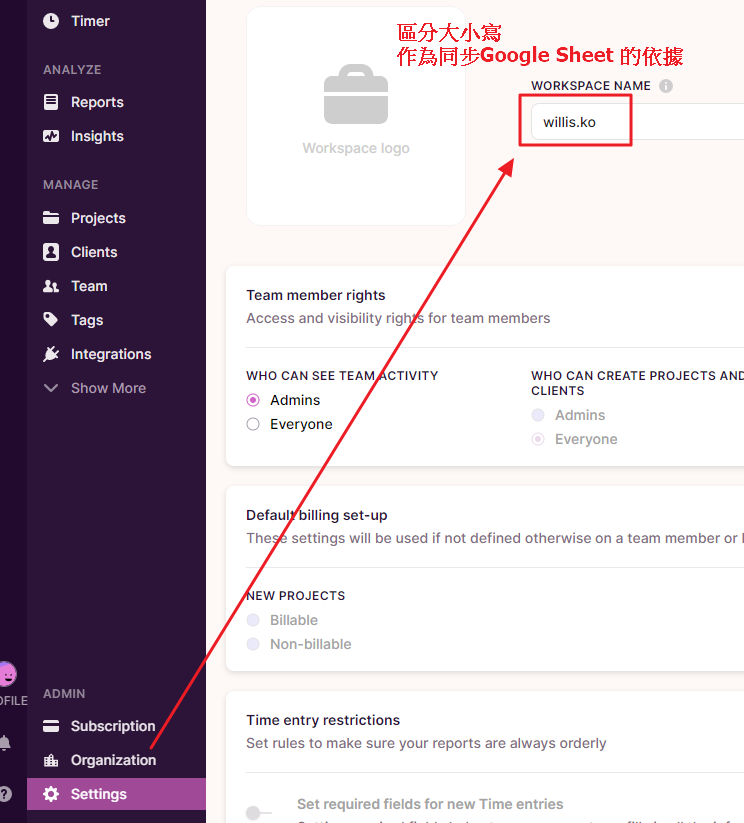 Timer
ANALYZE
Reports
Insights
MANAGE
Projects
Clients
Team
Tags
Integrations
Show More
OFILE
ADMIN
Subscription
Organization
Settings
區分大小寫
作為同步Google Sheet 的依據
Workspace logo
WORKSPACE NAME
willis.ko
Team member rights
Access and visibility rights for team members
WHO CAN SEE TEAM ACTIVITY
Admins
Everyone
WHO CAN CREATE PROJECTS AND
CLIENTS
Admins
Everyone
Default billing set-up
These settings will be used if not defined otherwise on a team member or
NEW PROJECTS
Billable
Non-billable
Time entry restrictions
Set rules to make sure your reports are always orderly
Set required fields for new Time entries